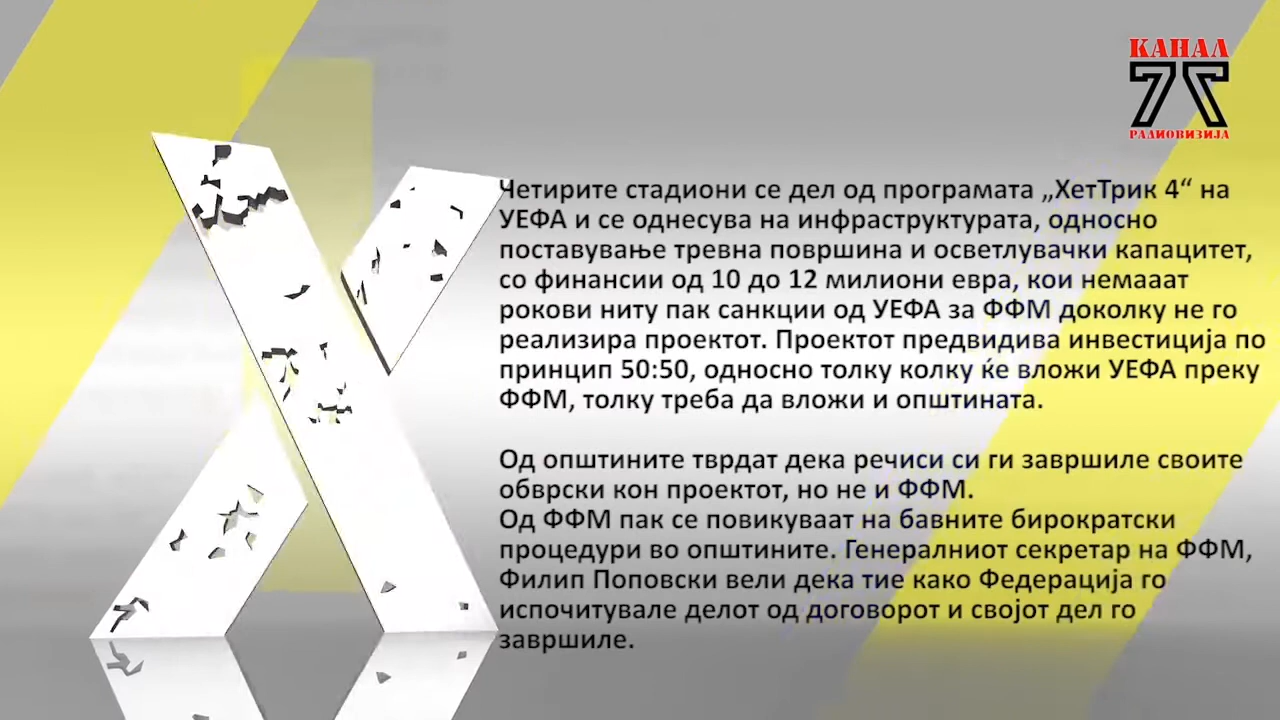 КАНАЛ
77
РАДИОВИЗИЈА
Четирите стадиони се дел од програмата „ХетТрик 4“ на
УЕФА и се однесува на инфраструктурата, односно
поставување тревна површина и осветлувачки капацитет,
со финансии од 10 до 12 милиони евра, кои немааат
рокови ниту пак санкции од УЕФА за ФФМ доколку не го
реализира проектот. Проектот предвидива инвестиција по
принцип 50:50, односно толку колку ќе вложи УЕФА преку
ФФМ, толку треба да вложи и општината.
Од општините тврдат дека речиси си ги завршиле своите
обврски кон проектот, но не и ФФМ.
Од ФФМ пак се повикуваат на бавните бирократски
процедури во општините. Генералниот секретар на ФФМ,
Филип Поповски вели дека тие како Федерација го
испочитувале делот од договорот и својот дел го
завршиле.